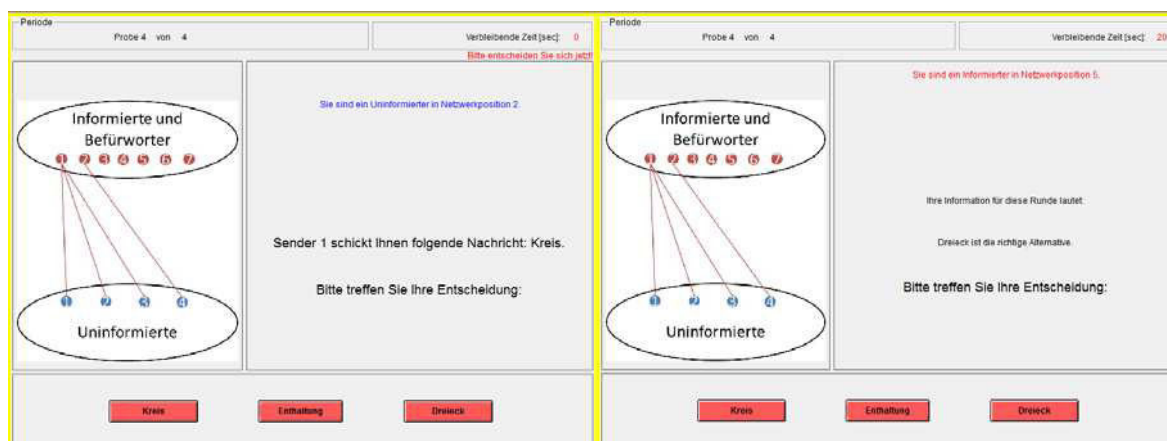 Periode
Probe 4 von 4
Verbleibende Zeit [sec]: 0
Bitte entscheiden Sie sich jetzt!
Informierte und
Befürworter
1 2 3 4 5 6 7
1 2 3 4
Uninformierte
Sie sind ein Uninformierter in Netzwerkposition 2.
Sender 1 schickt Ihnen folgende Nachricht: Kreis.
Bitte treffen Sie Ihre Entscheidung:
Kreis
Enthaltung
Dreieck
Periode
Probe 4 von 4
Verbleibende Zeit [sec]: 20
Informierte und
Befürworter
1 2 3 4 5 6 7
1 2 3 4
Uninformierte
Sie sind ein Informierter in Netzwerkposition 5.
Ihre Information für diese Runde lautet:
Dreieck ist die richtige Alternative.
Bitte treffen Sie Ihre Entscheidung:
Kreis
Enthaltung
Dreieck